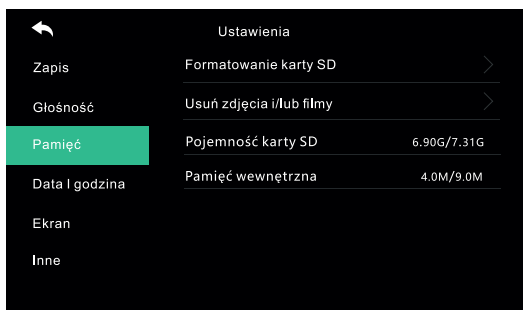 Ustawienia
Zapis
Głośność
Pamięć
Data I godzina
Ekran
Inne
Formatowanie karty SD
Usuń zdjęcia i/lub filmy
Pojemność karty SD 6.90G/7.31G
Pamięć wewnętrzna 4.0M/9.0M